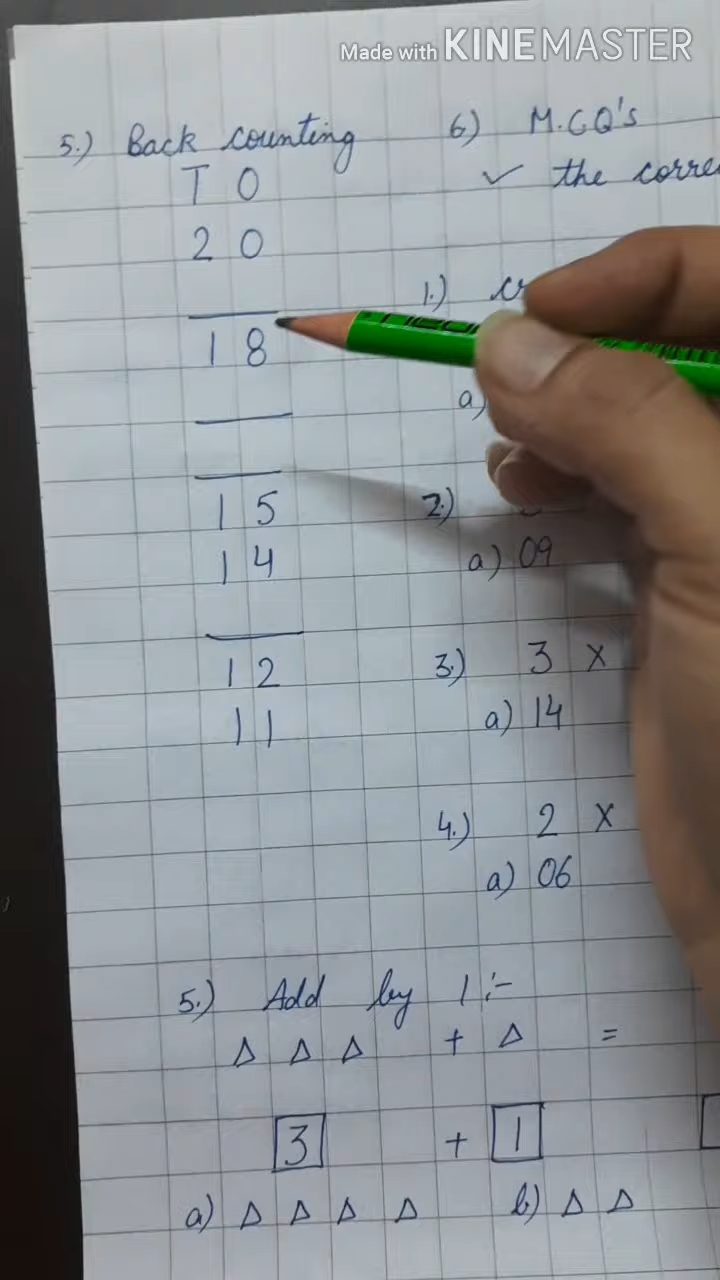 Made with KINEMASTER
5.) Back counting
T O
2 0
1 8
1 5
1 4
1 2
1 1
6) M.C.Q's
✓ the corre
1.)
a)
2.)
a) 09
3.) 3 X
a) 14
4.) 2 X
a) 06
5.) Add by 1 :-
Δ Δ Δ + Δ =
3 + 1
a) Δ Δ Δ Δ b.) Δ Δ